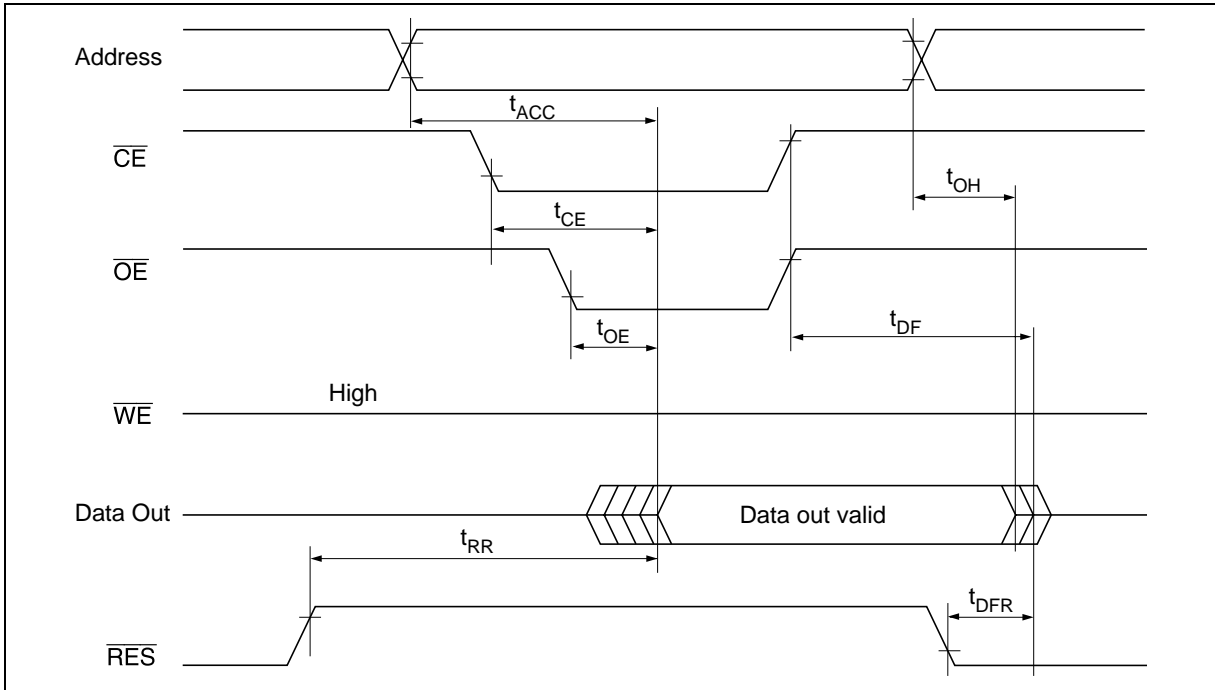 Address
tACC
CE
tOH
tCE
OE
tDF
tOE
High
WE
Data Out
Data out valid
tRR
tDFR
RES